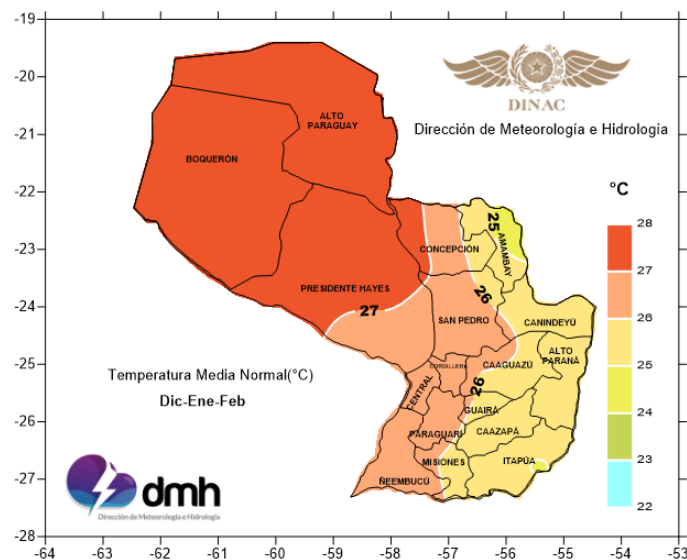 -19
-20
-21
-22
-23
-24
-25
-26
-27
-28
-64
-63
-62
-61
-60
-59
-58
-57
-56
-55
-54
DINAC
Dirección de Meteorología e Hidrología
°C
28
27
26
25
24
23
22
ALTO
PARAGUAY
BOQUERÓN
25
AMAMBAY
CONCEPCIÓN
PRESIDENTE HAYES
26
27
SAN PEDRO
CANINDEYÚ
ALTO
PARANÁ
CORDILLERA
CAAGUAZÚ
CENTRAL
26
GUAIRÁ
PARAGUARÍ
CAAZAPÁ
MISIONES
ITAPÚA
ÑEEMBUCÚ
Temperatura Media Normal(°C)
Dic-Ene-Feb
dmh
Dirección de Meteorología e Hidrología